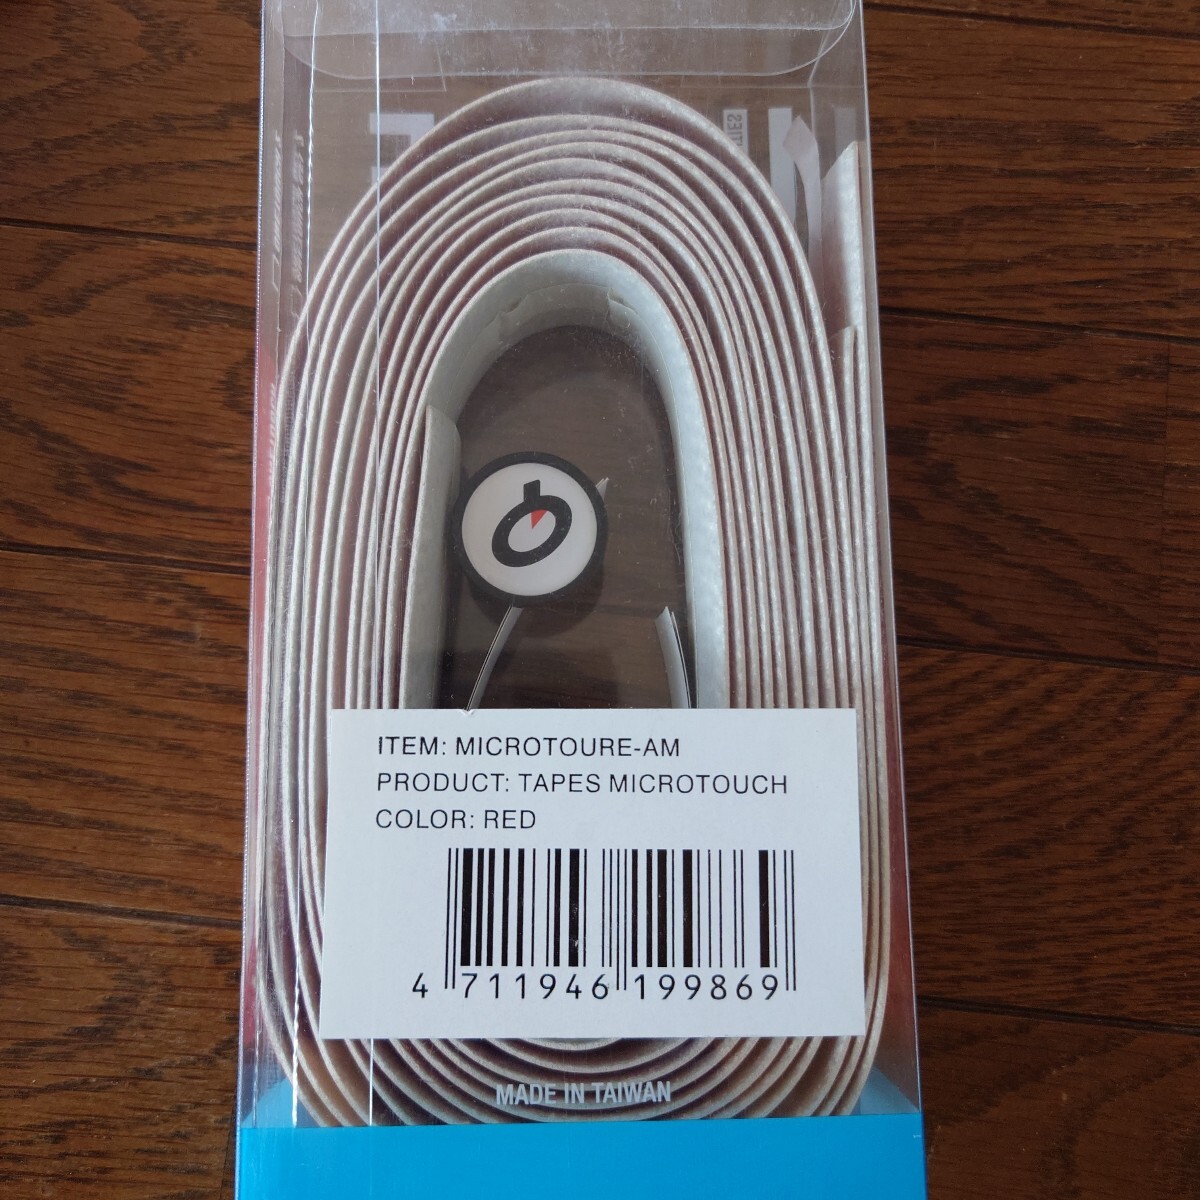 ITEM: MICROTOURE-AM
PRODUCT: TAPES MICROTOUCH
COLOR: RED
4 711946 199869
MADE IN TAIWAN